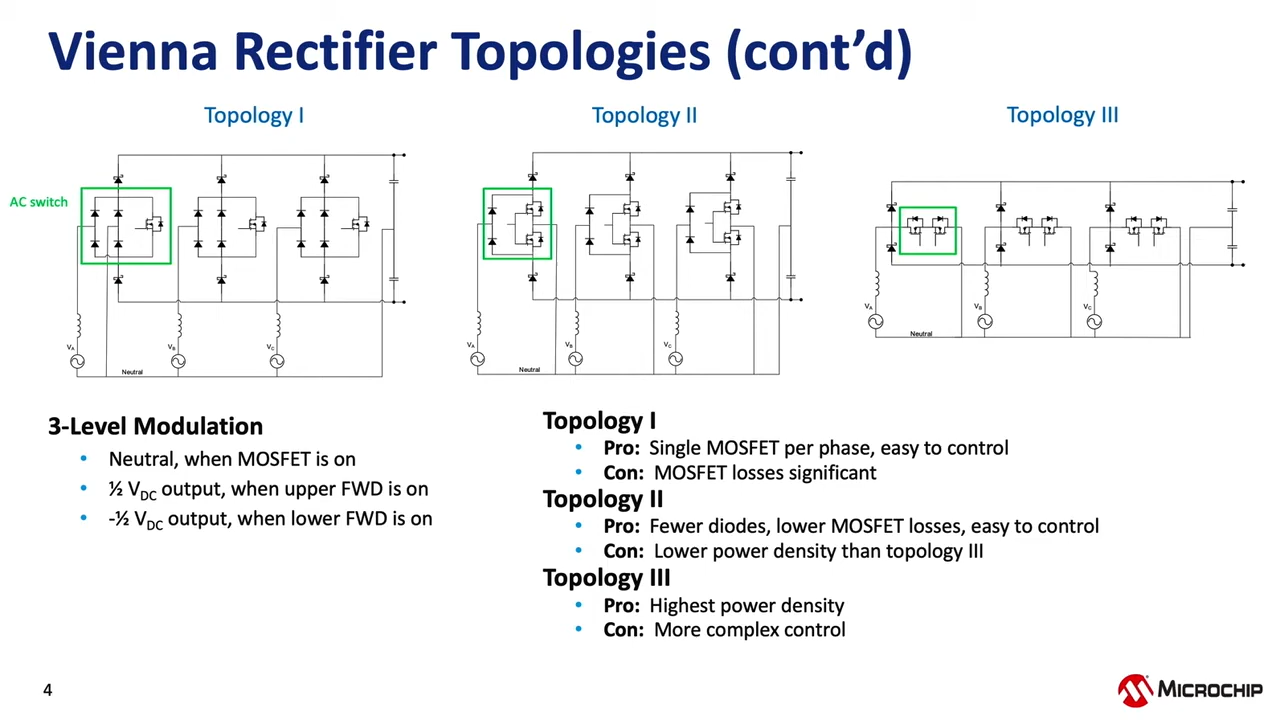 Vienna Rectifier Topologies (cont’d)
Topology I
Topology II
Topology III
AC switch
VA
VB
VC
Neutral
VA
VB
VC
Neutral
VA
VB
VC
Neutral
3-Level Modulation
• Neutral, when MOSFET is on
• ½ VDC output, when upper FWD is on
• -½ VDC output, when lower FWD is on
Topology I
• Pro: Single MOSFET per phase, easy to control
• Con: MOSFET losses significant
Topology II
• Pro: Fewer diodes, lower MOSFET losses, easy to control
• Con: Lower power density than topology III
Topology III
• Pro: Highest power density
• Con: More complex control
4
MICROCHIP